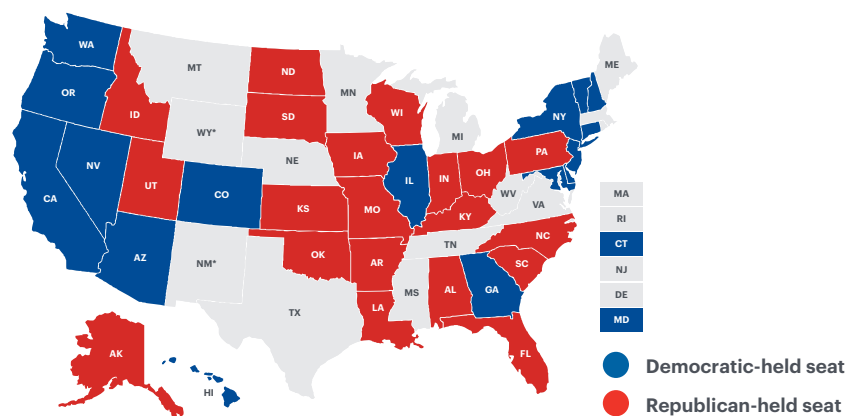 WA
MT
ND
MN
ME
OR
ID
SD
WI
NY
WY*
MI
IA
PA
NE
NV
UT
CO
IL
IN
OH
WV
VA
CA
KS
MO
KY
MA
RI
CT
NJ
DE
MD
AZ
NM*
OK
AR
TN
NC
SC
TX
LA
MS
AL
GA
FL
AK
HI
Democratic-held seat
Republican-held seat